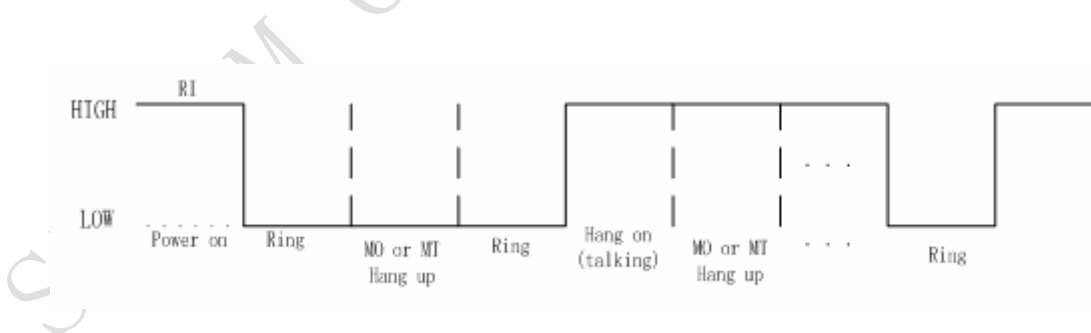 RI
HIGH
LOW
Power on
Ring
MO or MT
Hang up
Ring
Hang on
(talking)
MO or MT
Hang up
. . .
. . .
Ring